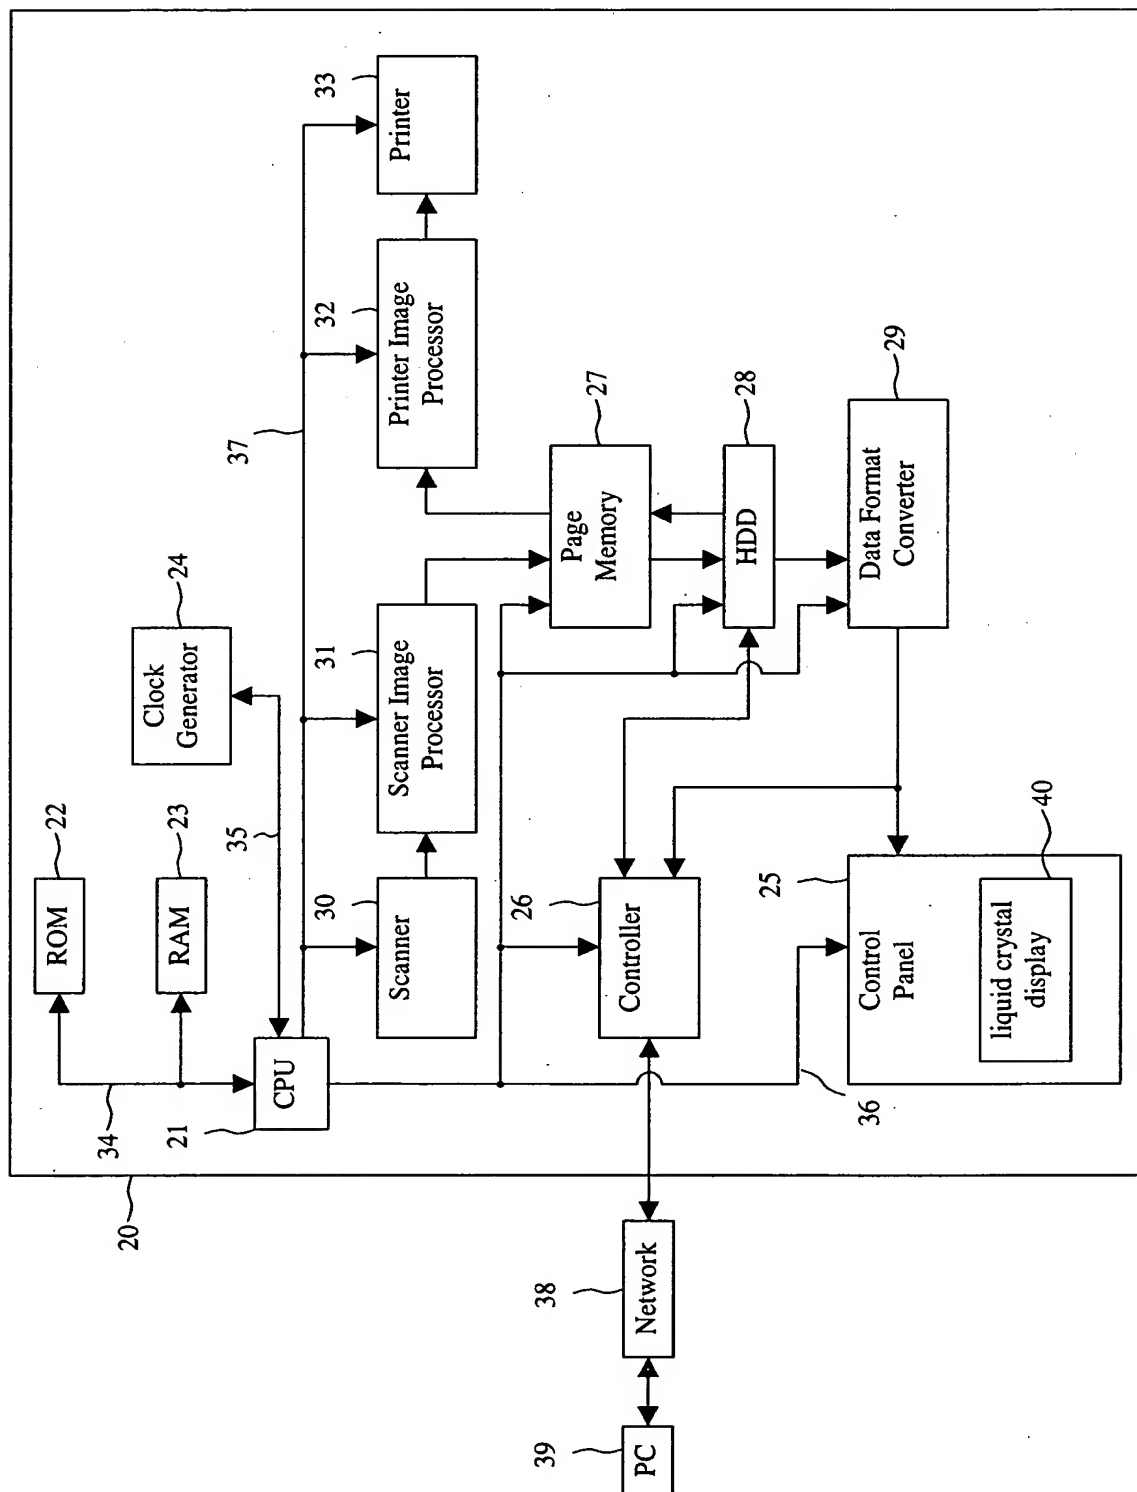 20
34
21
CPU
ROM
22
RAM
23
35
Clock
Generator
24
37
Scanner
30
Scanner Image
Processor
31
Printer Image
Processor
32
Printer
33
PC
39
Network
38
Controller
26
Page
Memory
27
HDD
28
36
Control
Panel
25
liquid crystal
display
40
Data Format
Converter
29